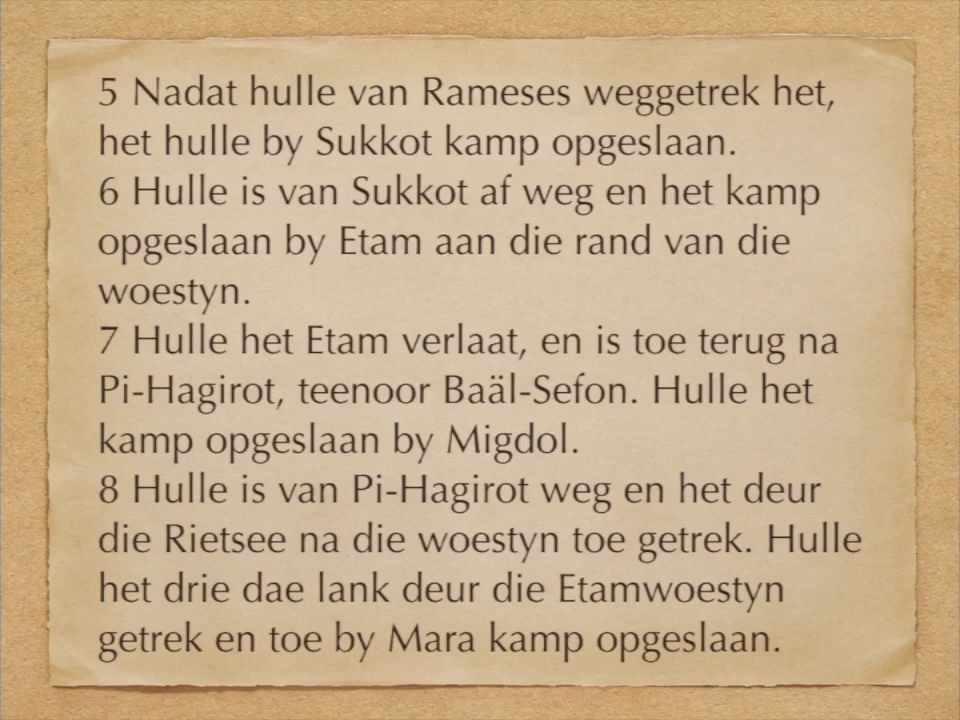 5 Nadat hulle van Rameses weggetrek het,
het hulle by Sukkot kamp opgeslaan.
6 Hulle is van Sukkot af weg en het kamp
opgeslaan by Etam aan die rand van die
woestyn.
7 Hulle het Etam verlaat, en is toe terug na
Pi-Hagirot, teenoor Baäl-Sefon. Hulle het
kamp opgeslaan by Migdol.
8 Hulle is van Pi-Hagirot weg en het deur
die Rietsee na die woestyn toe getrek. Hulle
het drie dae lank deur die Etamwoestyn
getrek en toe by Mara kamp opgeslaan.